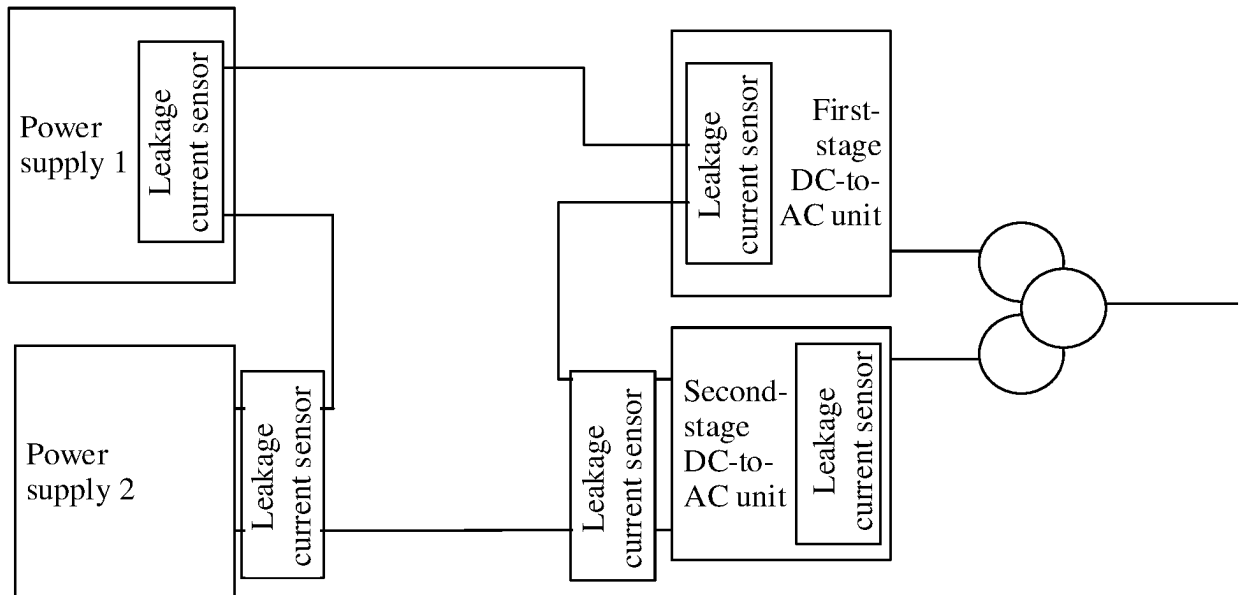 Power
supply 1
Leakage
current sensor
Leakage
current sensor
First-
stage
DC-to-
AC unit
Power
supply 2
Leakage
current sensor
Leakage
current sensor
Second-
stage
DC-to-
AC unit
Leakage
current sensor